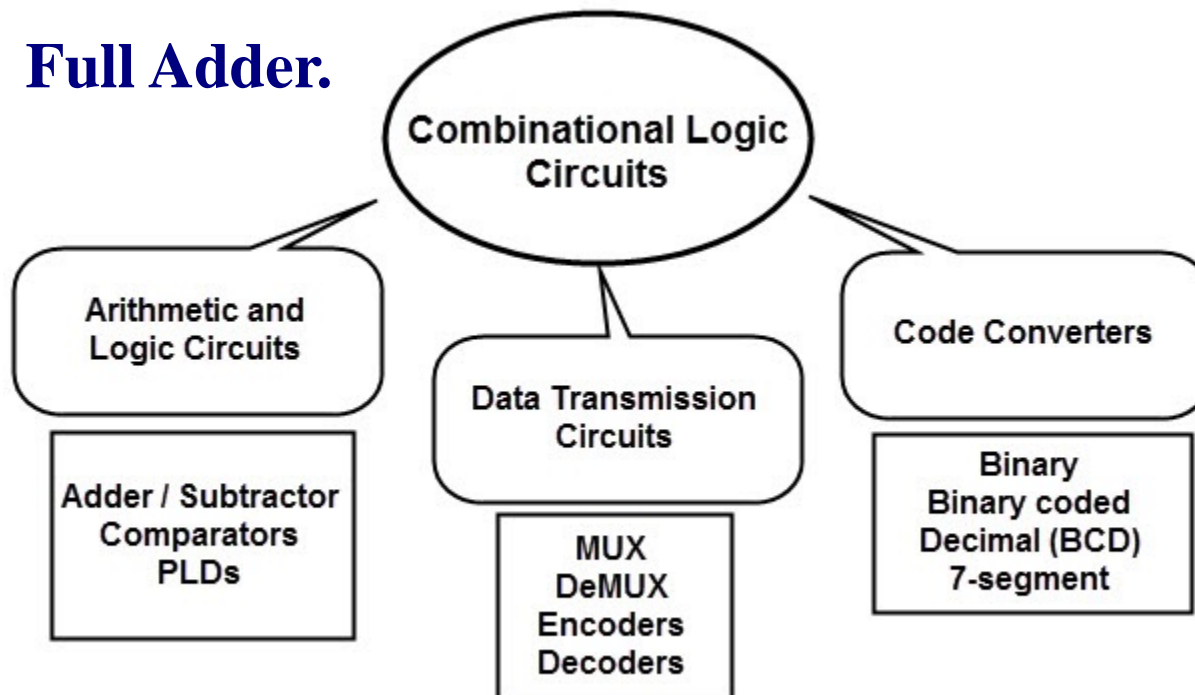 Full Adder.
Combinational Logic
Circuits
Arithmetic and
Logic Circuits
Adder / Subtractor
Comparators
PLDs
Data Transmission
Circuits
MUX
DeMUX
Encoders
Decoders
Code Converters
Binary
Binary coded
Decimal (BCD)
7-segment